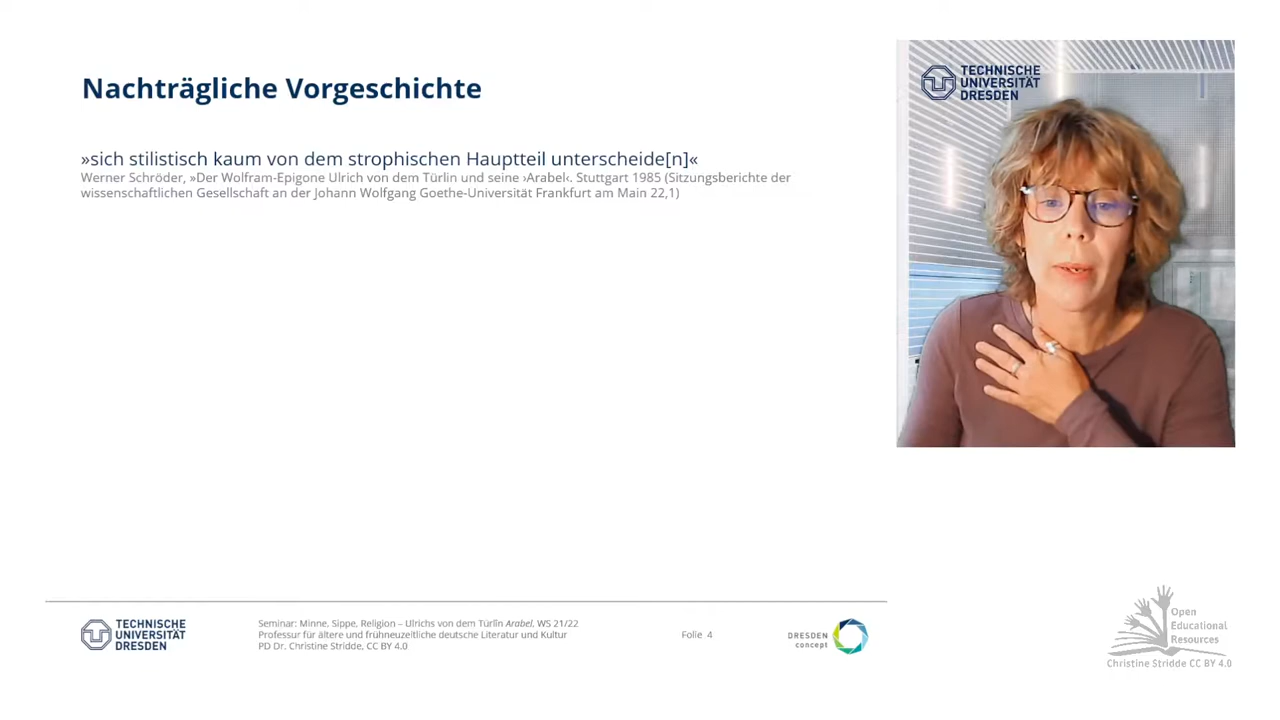 Nachträgliche Vorgeschichte
»sich stilistisch kaum von dem strophischen Hauptteil unterscheide[n]«
Werner Schröder, »Der Wolfram-Epigone Ulrich von dem Türlin und seine ›Arabel‹. Stuttgart 1985 (Sitzungsberichte der
wissenschaftlichen Gesellschaft an der Johann Wolfgang Goethe-Universität Frankfurt am Main 22,1)
TECHNISCHE
UNIVERSITÄT
DRESDEN
TECHNISCHE
UNIVERSITÄT
DRESDEN
Seminar: Minne. Sippe, Religion – Ulrichs von dem Türlîn Arabel, WS 21/22
Professur für ältere und frühneuzeitliche deutsche Literatur und Kultur
PD Dr. Christine Stridde, CC BY 4.0
Folie 4
DRESDEN
concept
Open
Educational
Resources
Christine Stridde CC BY 4.0